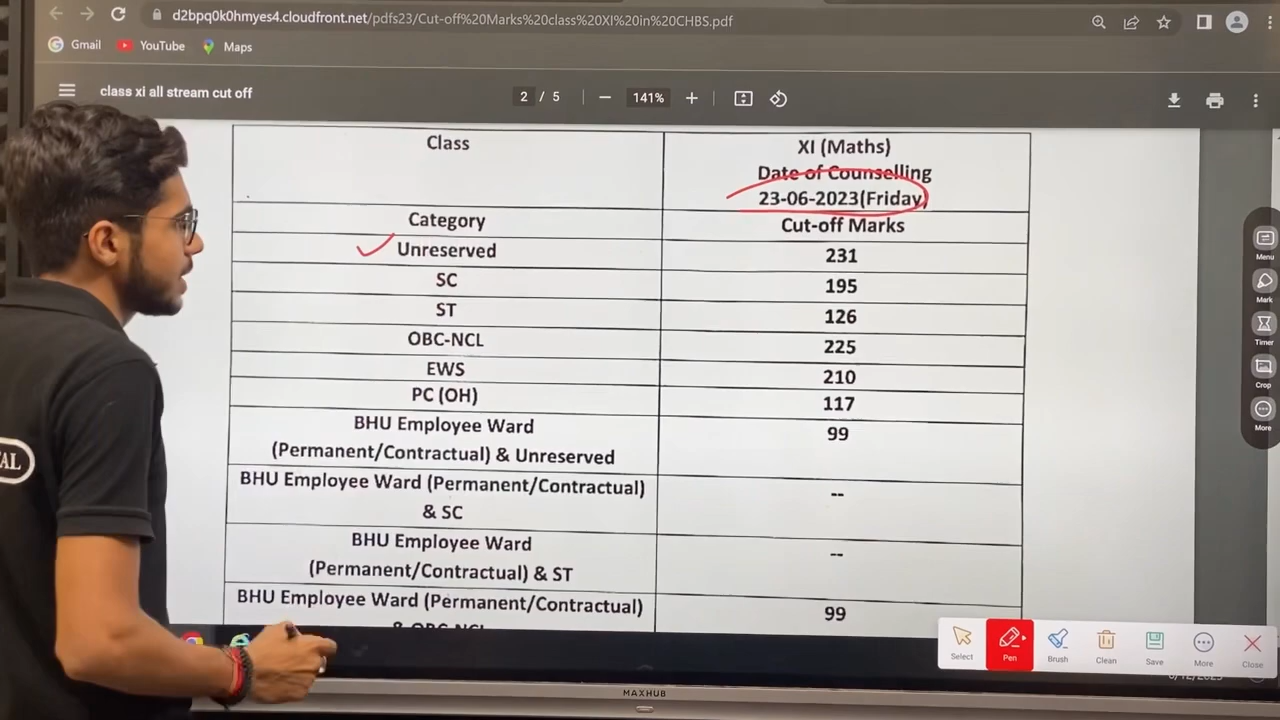 d2bpq0k0hmyes4.cloudfront.net/pdfs23/Cut-off%20Marks%20class%20XI%20in%20CHBS.pdf
Gmail YouTube Maps
class xi all stream cut off
2 / 5 141%
Class XI (Maths)
Date of Counselling
23-06-2023(Friday)
Category Cut-off Marks
Unreserved 231
SC 195
ST 126
OBC-NCL 225
EWS 210
PC (OH) 117
BHU Employee Ward
(Permanent/Contractual) & Unreserved 99
BHU Employee Ward (Permanent/Contractual)
& SC --
BHU Employee Ward
(Permanent/Contractual) & ST --
BHU Employee Ward (Permanent/Contractual) 99
& OBC-NCL
Menu
Mark
Timer
Crop
More
Select Pen Brush Clean Save More Close
MAXHUB
AL